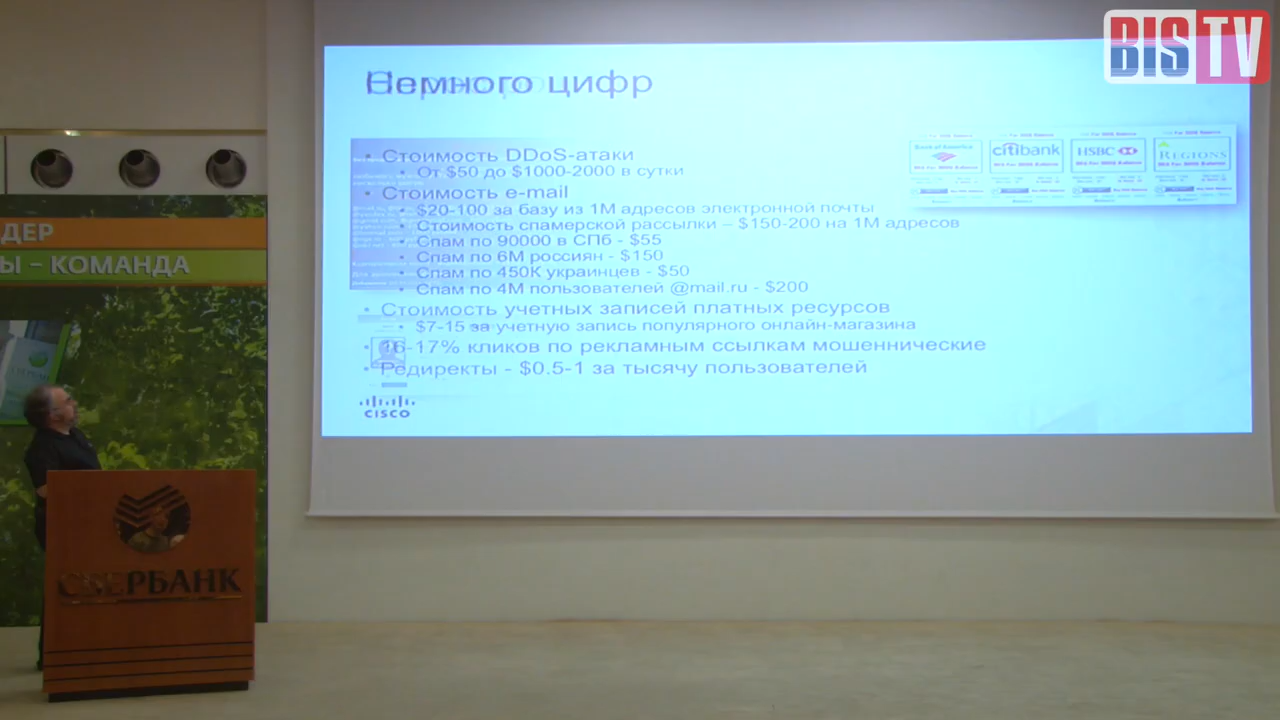 BISTV
Немного цифр
• Стоимость DDoS-атаки
• От $50 до $1000-2000 в сутки
• Стоимость e-mail
• $20-100 за базу из 1М адресов электронной почты
• Стоимость спамерской рассылки – $150-200 на 1М адресов
• Спам по 90000 в СПб - $55
• Спам по 6М россиян - $150
• Спам по 450К украинцев - $50
• Спам по 4М пользователей @mail.ru - $200
• Стоимость учетных записей платных ресурсов
• $7-15 за учетную запись популярного онлайн-магазина
• 16-17% кликов по рекламным ссылкам мошеннические
• Редиректы - $0.5-1 за тысячу пользователей
CISCO
Bank of America
citibank
HSBC
REGIONS
ДЕР
Ы – КОМАНДА
СБЕРБАНК